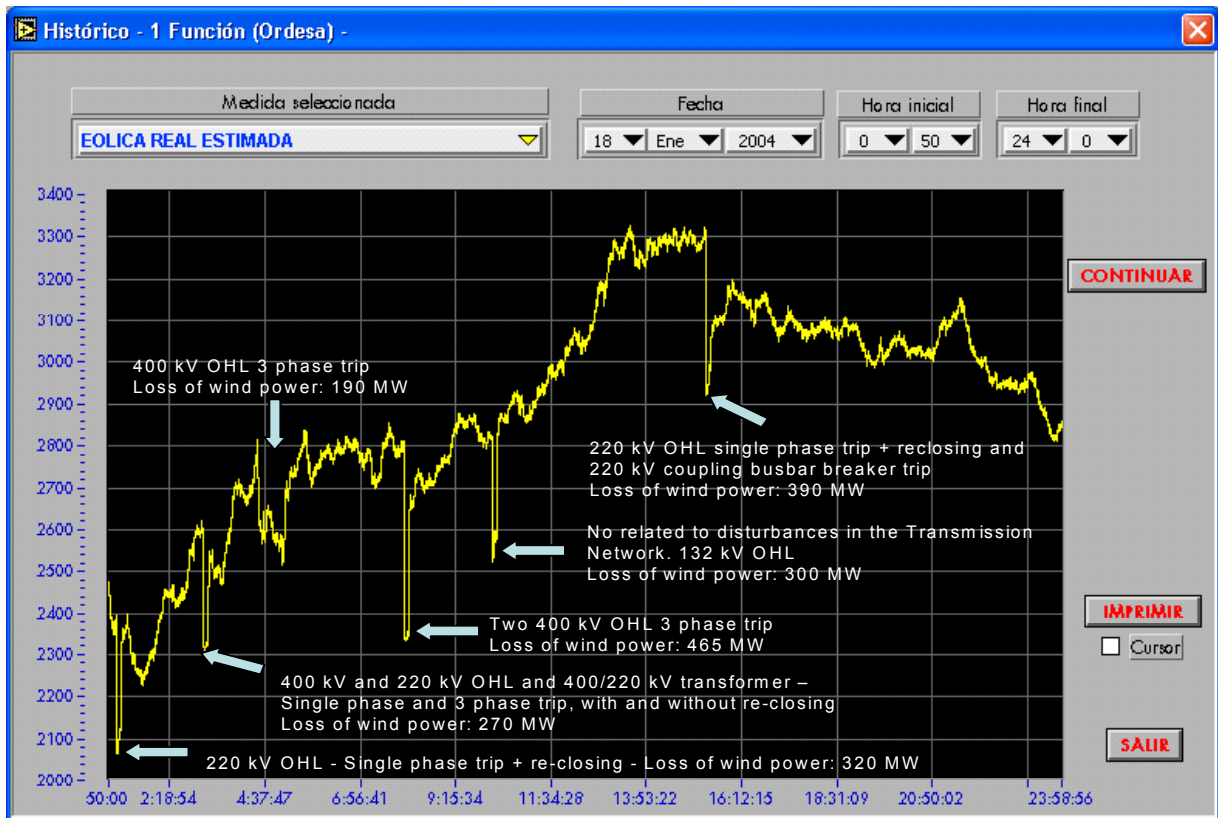 Histórico - 1 Función (Ordesa) -
Medida seleccionada
Fecha
Hora inicial
Hora final
EOLICA REAL ESTIMADA
18 Ene 2004
0 50
24 0
3400
3300
3200
3100
3000
2900
2800
2700
2600
2500
2400
2300
2200
2100
2000
400 kV OHL 3 phase trip
Loss of wind power: 190 MW
220 kV OHL single phase trip + reclosing and
220 kV coupling busbar breaker trip
Loss of wind power: 390 MW
No related to disturbances in the Transmission
Network. 132 kV OHL
Loss of wind power: 300 MW
Two 400 kV OHL 3 phase trip
Loss of wind power: 465 MW
400 kV and 220 kV OHL and 400/220 kV transformer –
Single phase and 3 phase trip, with and without re-closing
Loss of wind power: 270 MW
220 kV OHL - Single phase trip + re-closing - Loss of wind power: 320 MW
50:00 2:18:54 4:37:47 6:56:41 9:15:34 11:34:28 13:53:22 16:12:15 18:31:09 20:50:02 23:58:56
CONTINUAR
IMPRIMIR
Cursor
SALIR